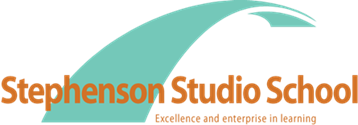 Stephenson Studio School
Excellence and enterprise in learning